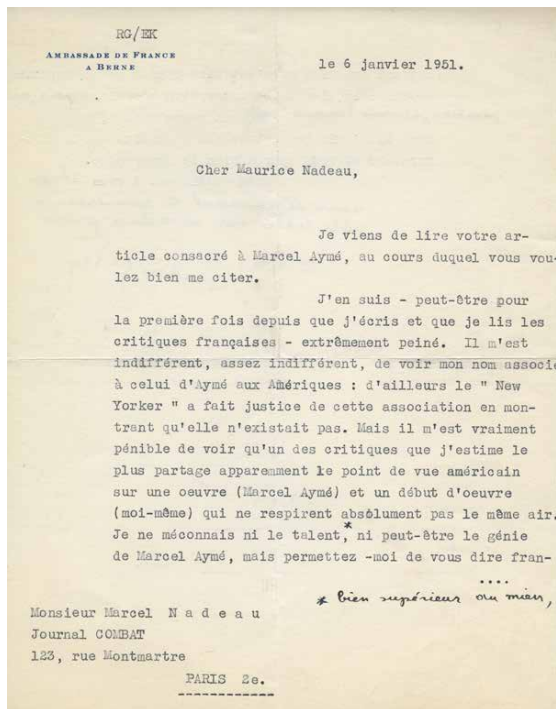 RG/EK
AMBASSADE DE FRANCE
A BERNE
le 6 janvier 1951.
Cher Maurice Nadeau,
Je viens de lire votre ar-
ticle consacré à Marcel Aymé, au cours duquel vous vou-
lez bien me citer.
J'en suis - peut-être pour
la première fois depuis que j'écris et que je lis les
critiques françaises - extrêmement peiné. Il m'est
indifférent, assez indifférent, de voir mon nom associé
à celui d'Aymé aux Amériques : d'ailleurs le " New
Yorker " a fait justice de cette association en mon-
trant qu'elle n'existait pas. Mais il m'est vraiment
pénible de voir qu'un des critiques que j'estime le
plus partage apparemment le point de vue américain
sur une oeuvre (Marcel Aymé) et un début d'oeuvre
(moi-même) qui ne respirent absolument pas le même air.
Je ne méconnais ni le talent,* ni peut-être le génie
de Marcel Aymé, mais permettez -moi de vous dire fran-
....
* bien supérieur au mien,
Monsieur Marcel N a d e a u
Journal COMBAT
123, rue Montmartre
PARIS 2e.